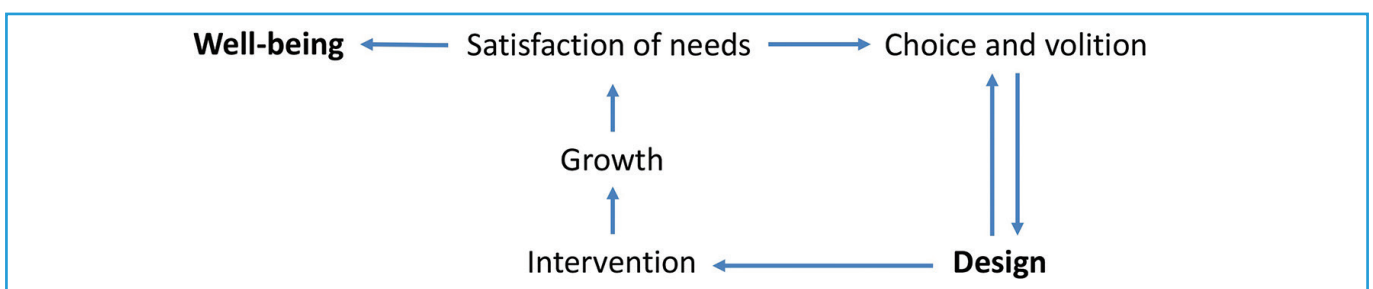 Well-being Satisfaction of needs Choice and volition
Growth
Intervention Design